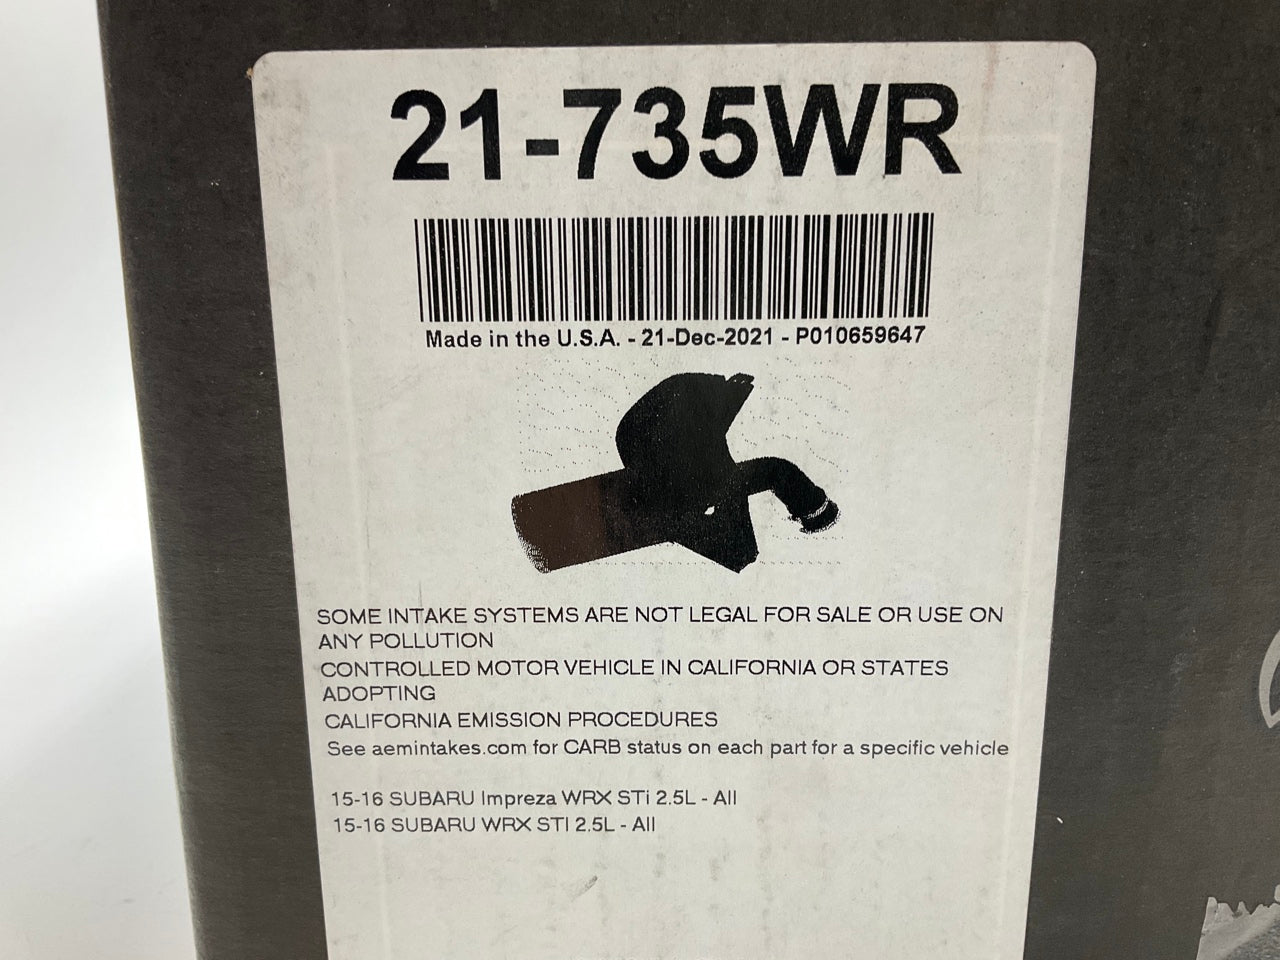 21-735WR
Made in the U.S.A. - 21-Dec-2021 - P010659647
SOME INTAKE SYSTEMS ARE NOT LEGAL FOR SALE OR USE ON
ANY POLLUTION
CONTROLLED MOTOR VEHICLE IN CALIFORNIA OR STATES
ADOPTING
CALIFORNIA EMISSION PROCEDURES
See aemintakes.com for CARB status on each part for a specific vehicle
15-16 SUBARU Impreza WRX STi 2.5L - All
15-16 SUBARU WRX STI 2.5L - All